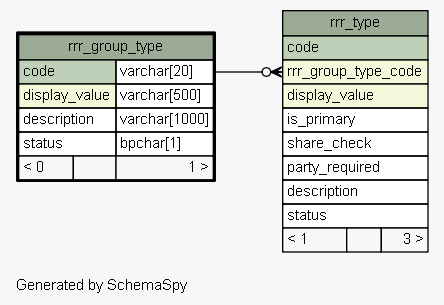 rrr_group_type
code varchar[20]
display_value varchar[500]
description varchar[1000]
status bpchar[1]
< 0 1 >
rrr_type
code
rrr_group_type_code
display_value
is_primary
share_check
party_required
description
status
< 1 3 >
Generated by SchemaSpy